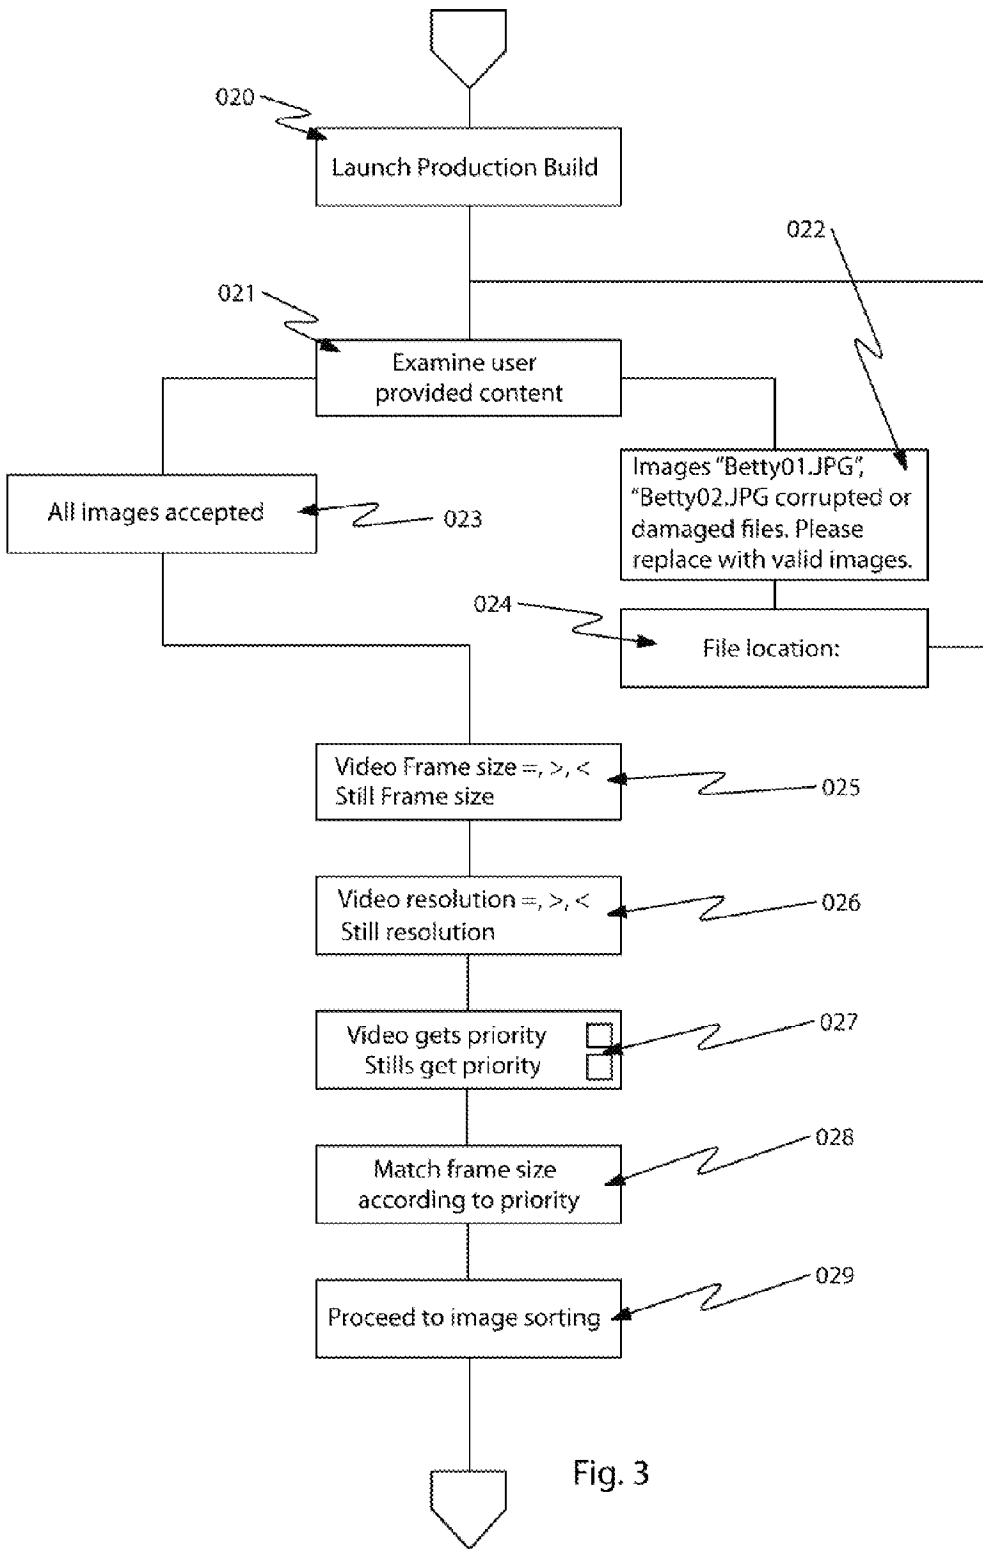 020
Launch Production Build
022
021
Examine user
provided content
Images “Betty01.JPG”,
“Betty02.JPG corrupted or
damaged files. Please
replace with valid images.
All images accepted
023
024
File location:
Video Frame size =, >, <
Still Frame size
025
Video resolution =, >, <
Still resolution
026
Video gets priority
Stills get priority
027
Match frame size
according to priority
028
Proceed to image sorting
029
Fig. 3